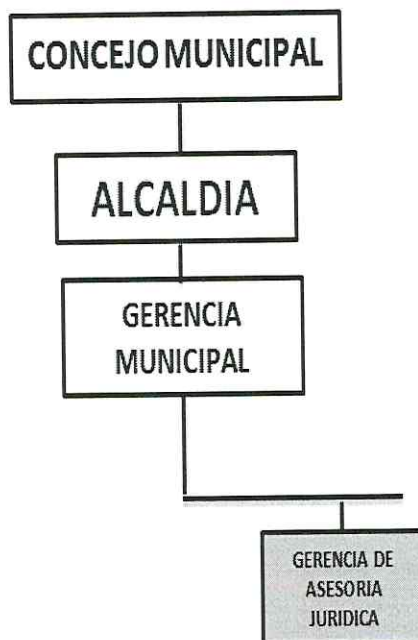 CONCEJO MUNICIPAL
ALCALDIA
GERENCIA
MUNICIPAL
GERENCIA DE
ASESORIA
JURIDICA